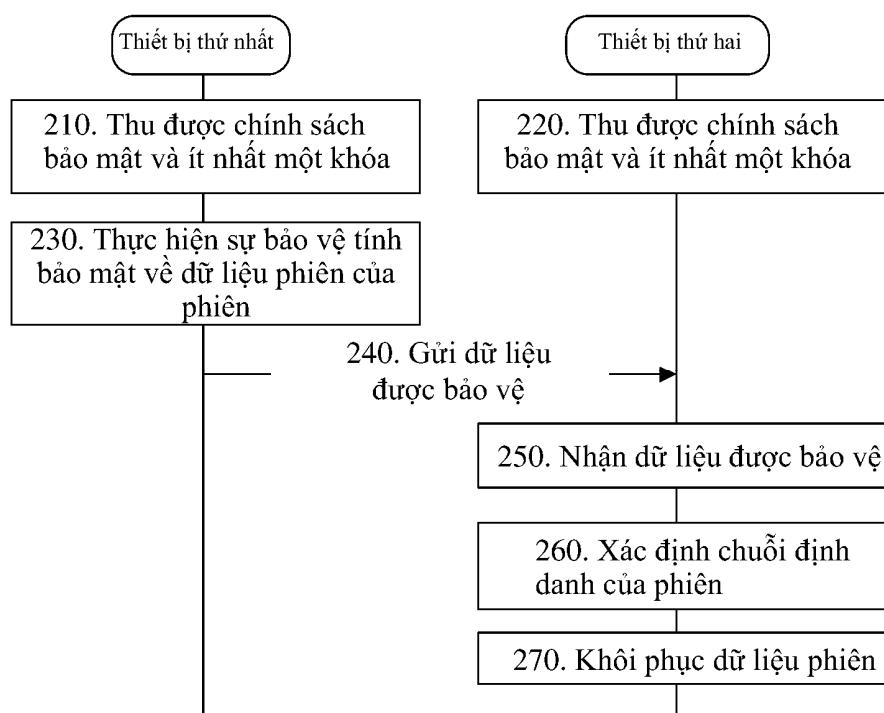 Thiết bị thứ nhất
Thiết bị thứ hai
210. Thu được chính sách
bảo mật và ít nhất một khóa
220. Thu được chính sách
bảo mật và ít nhất một khóa
230. Thực hiện sự bảo vệ tính
bảo mật về dữ liệu phiên của
phiên
240. Gửi dữ liệu
được bảo vệ
250. Nhận dữ liệu được bảo vệ
260. Xác định chuỗi định
danh của phiên
270. Khôi phục dữ liệu phiên